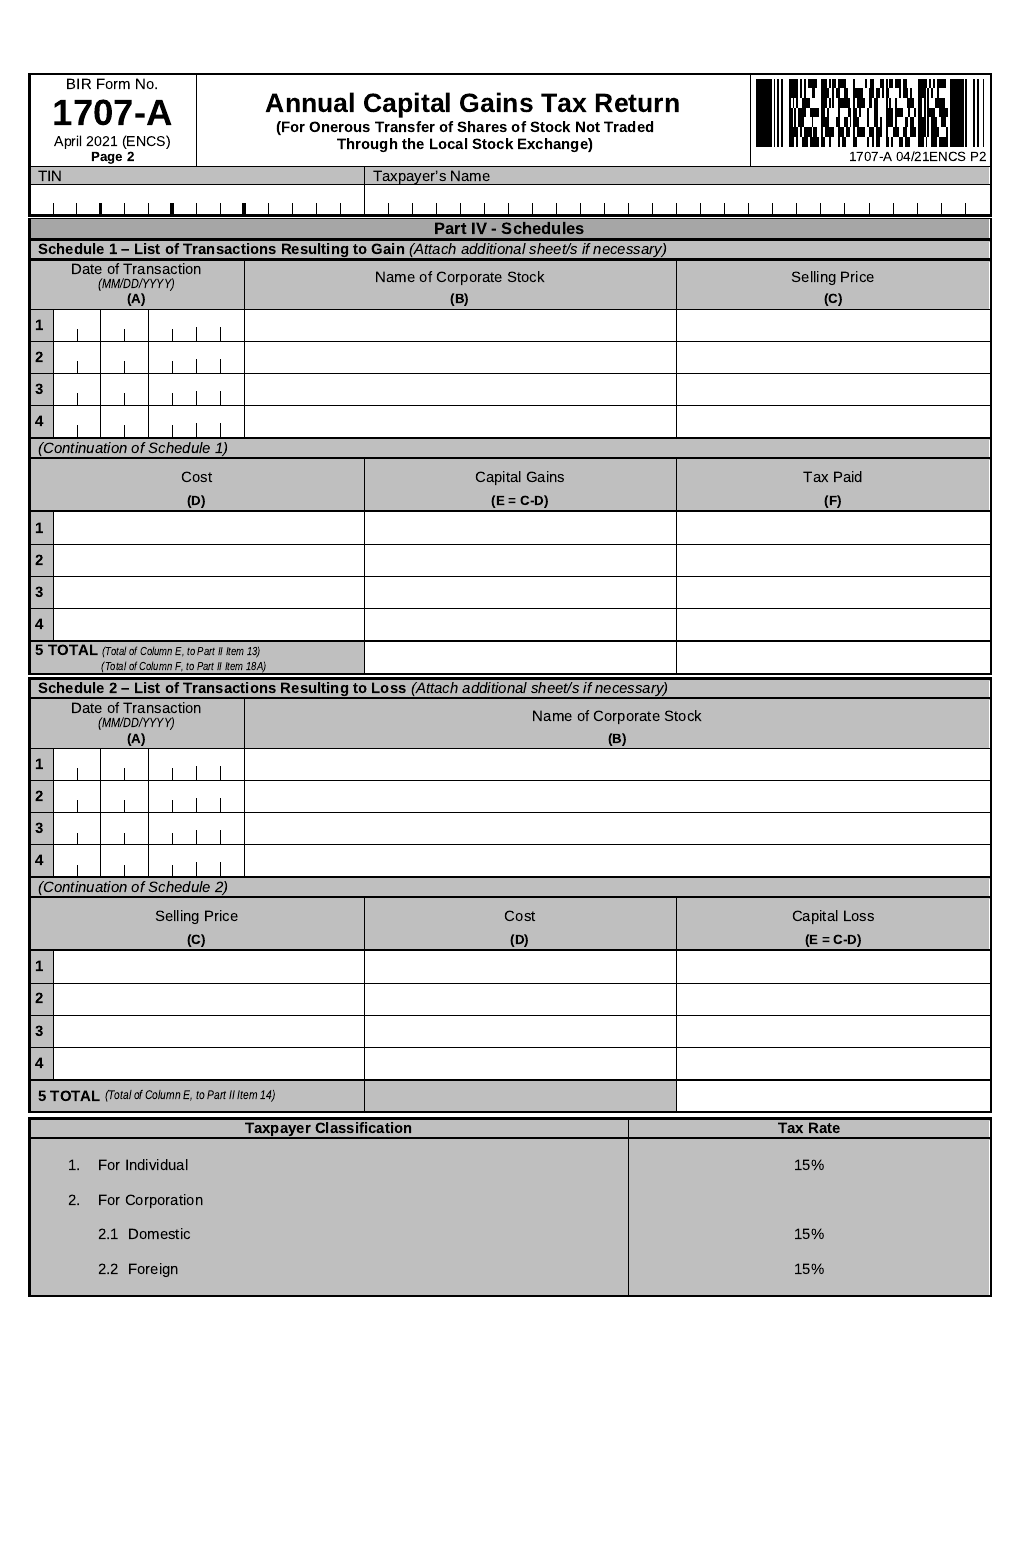 BIR Form No.
1707-A
April 2021 (ENCS)
Page 2
Annual Capital Gains Tax Return
(For Onerous Transfer of Shares of Stock Not Traded
Through the Local Stock Exchange)
1707-A 04/21ENCS P2
TIN
Taxpayer's Name
Part IV - Schedules
Schedule 1 – List of Transactions Resulting to Gain (Attach additional sheet/s if necessary)
Date of Transaction
(MM/DD/YYYY)
(A)
Name of Corporate Stock
(B)
Selling Price
(C)
1
2
3
4
(Continuation of Schedule 1)
Cost
(D)
Capital Gains
(E = C-D)
Tax Paid
(F)
1
2
3
4
5 TOTAL (Total of Column E, to Part II Item 13)
(Total of Column F, to Part II Item 18A)
Schedule 2 – List of Transactions Resulting to Loss (Attach additional sheet/s if necessary)
Date of Transaction
(MM/DD/YYYY)
(A)
Name of Corporate Stock
(B)
1
2
3
4
(Continuation of Schedule 2)
Selling Price
(C)
Cost
(D)
Capital Loss
(E = C-D)
1
2
3
4
5 TOTAL (Total of Column E, to Part II Item 14)
Taxpayer Classification
Tax Rate
1. For Individual 15%
2. For Corporation
2.1 Domestic 15%
2.2 Foreign 15%